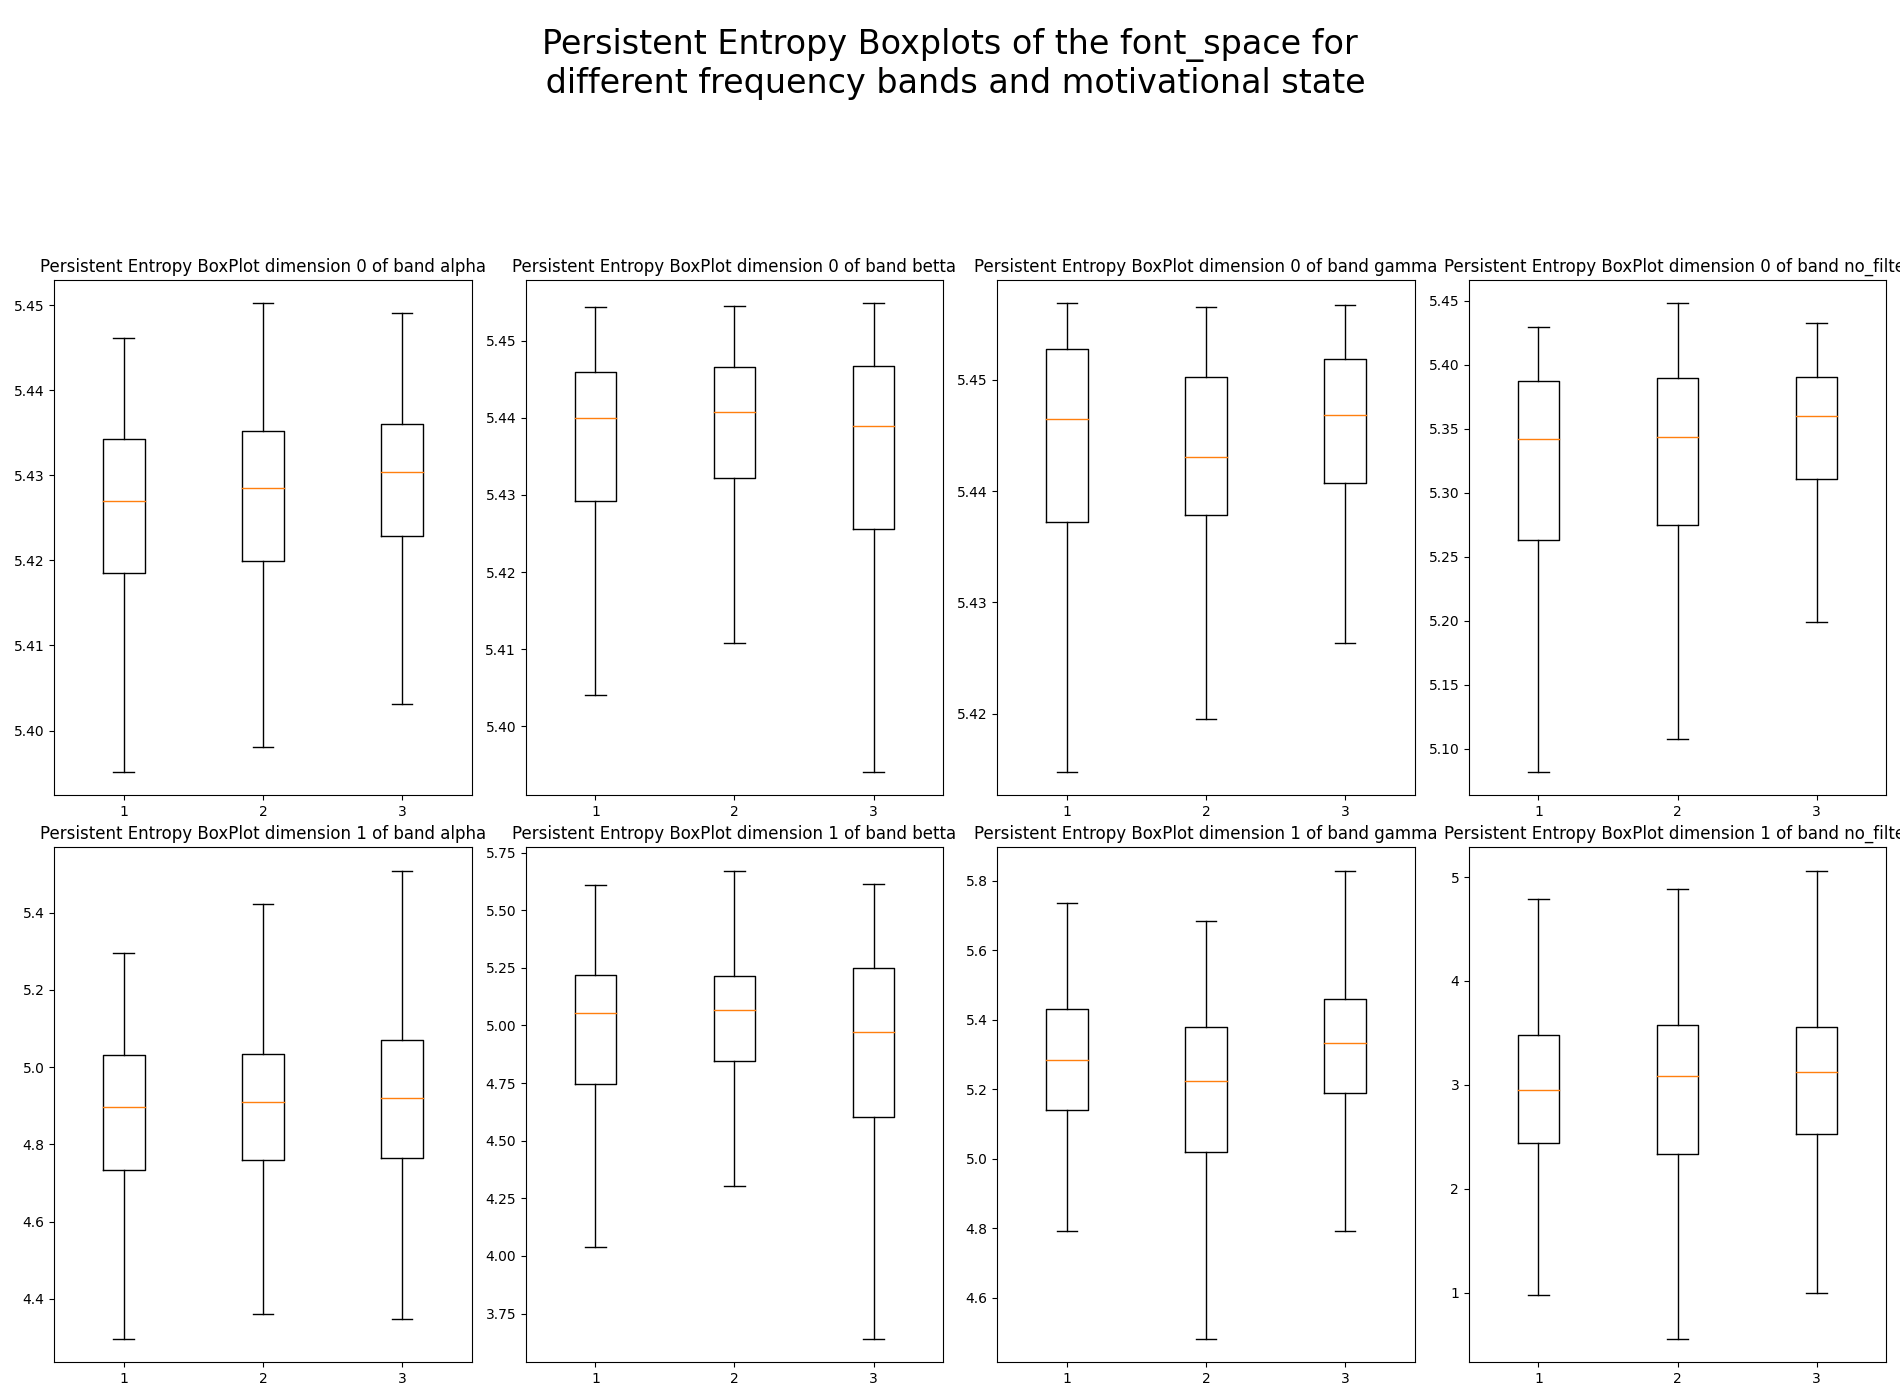 Persistent Entropy Boxplots of the font_space for
different frequency bands and motivational state
Persistent Entropy BoxPlot dimension 0 of band alpha
5.45
5.44
5.43
5.42
5.41
5.40
1 2 3
Persistent Entropy BoxPlot dimension 0 of band betta
5.45
5.44
5.43
5.42
5.41
5.40
1 2 3
Persistent Entropy BoxPlot dimension 0 of band gamma
5.45
5.44
5.43
5.42
1 2 3
Persistent Entropy BoxPlot dimension 0 of band no_filte
5.45
5.40
5.35
5.30
5.25
5.20
5.15
5.10
1 2 3
Persistent Entropy BoxPlot dimension 1 of band alpha
5.4
5.2
5.0
4.8
4.6
4.4
1 2 3
Persistent Entropy BoxPlot dimension 1 of band betta
5.75
5.50
5.25
5.00
4.75
4.50
4.25
4.00
3.75
1 2 3
Persistent Entropy BoxPlot dimension 1 of band gamma
5.8
5.6
5.4
5.2
5.0
4.8
4.6
1 2 3
Persistent Entropy BoxPlot dimension 1 of band no_filte
5
4
3
2
1
1 2 3